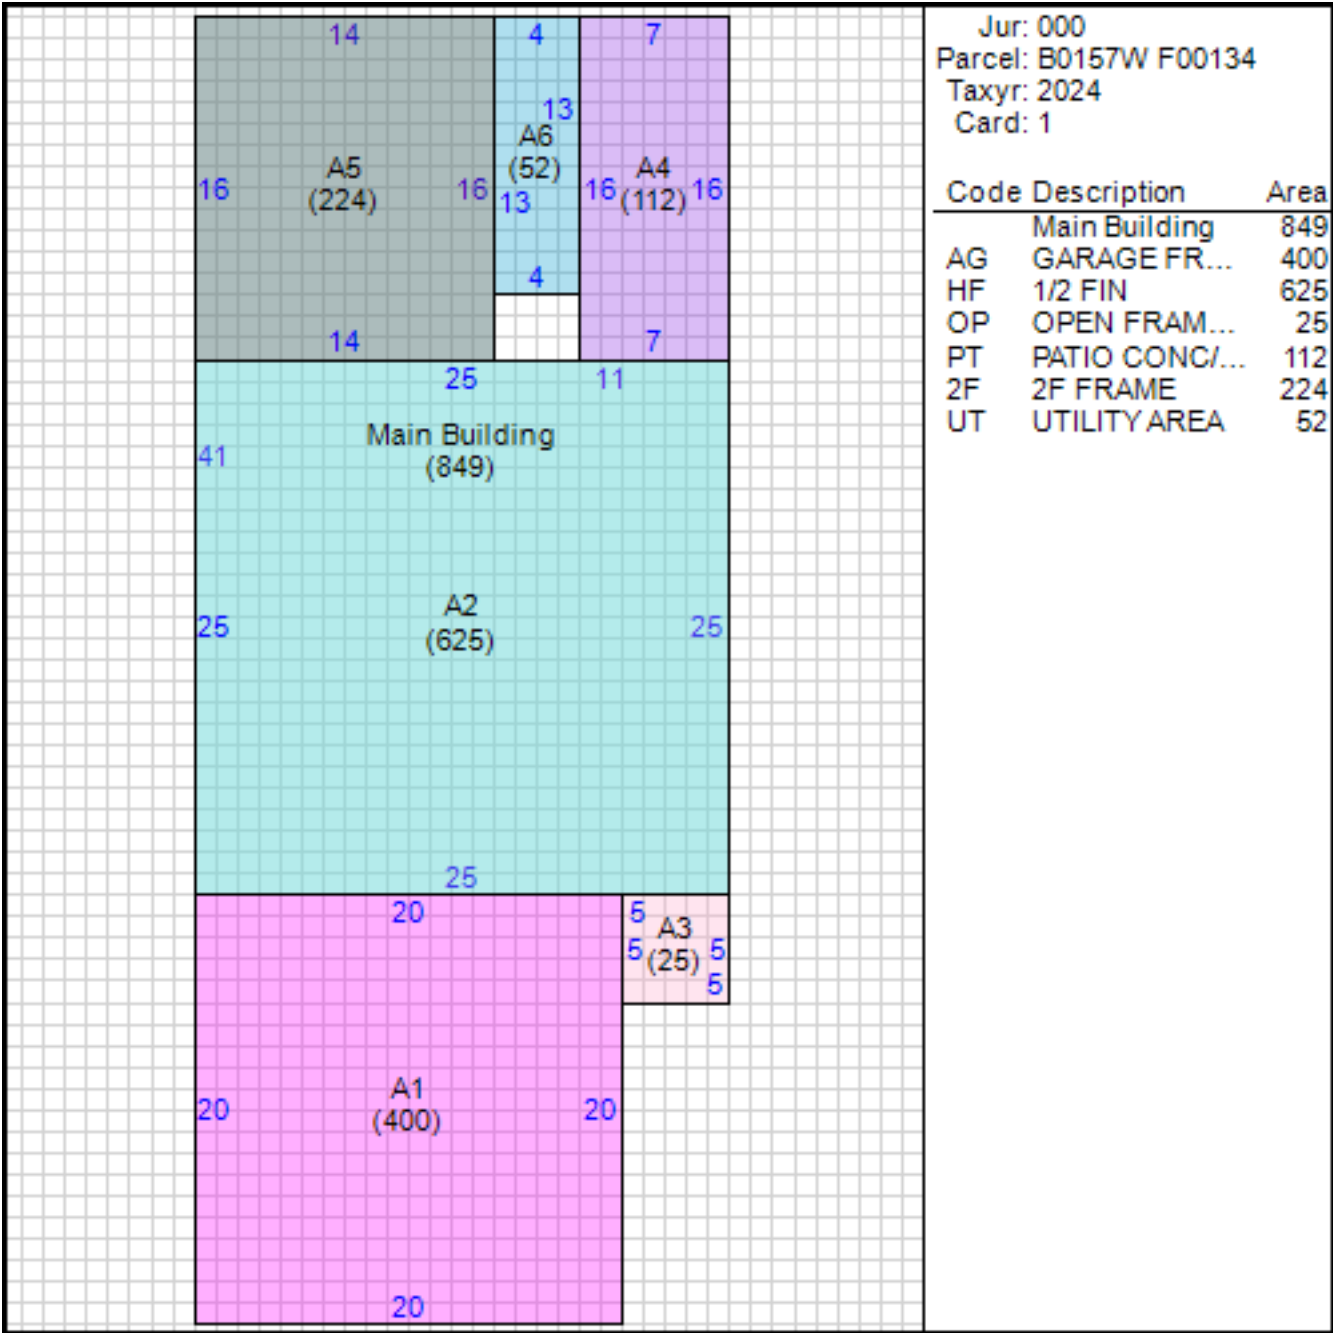 14 4 7
13
A6
A5 (52) A4
16 (224) 16 13 16 (112) 16
4
14 7
25 11
Main Building
41 (849)
A2
25 (625) 25
25
20 5
A3
5 (25) 5
5
A1
20 (400) 20
20
Jur: 000
Parcel: B0157W F00134
Taxyr: 2024
Card: 1
Code Description Area
Main Building 849
AG GARAGE FR... 400
HF 1/2 FIN 625
OP OPEN FRAM... 25
PT PATIO CONC/... 112
2F 2F FRAME 224
UT UTILITY AREA 52